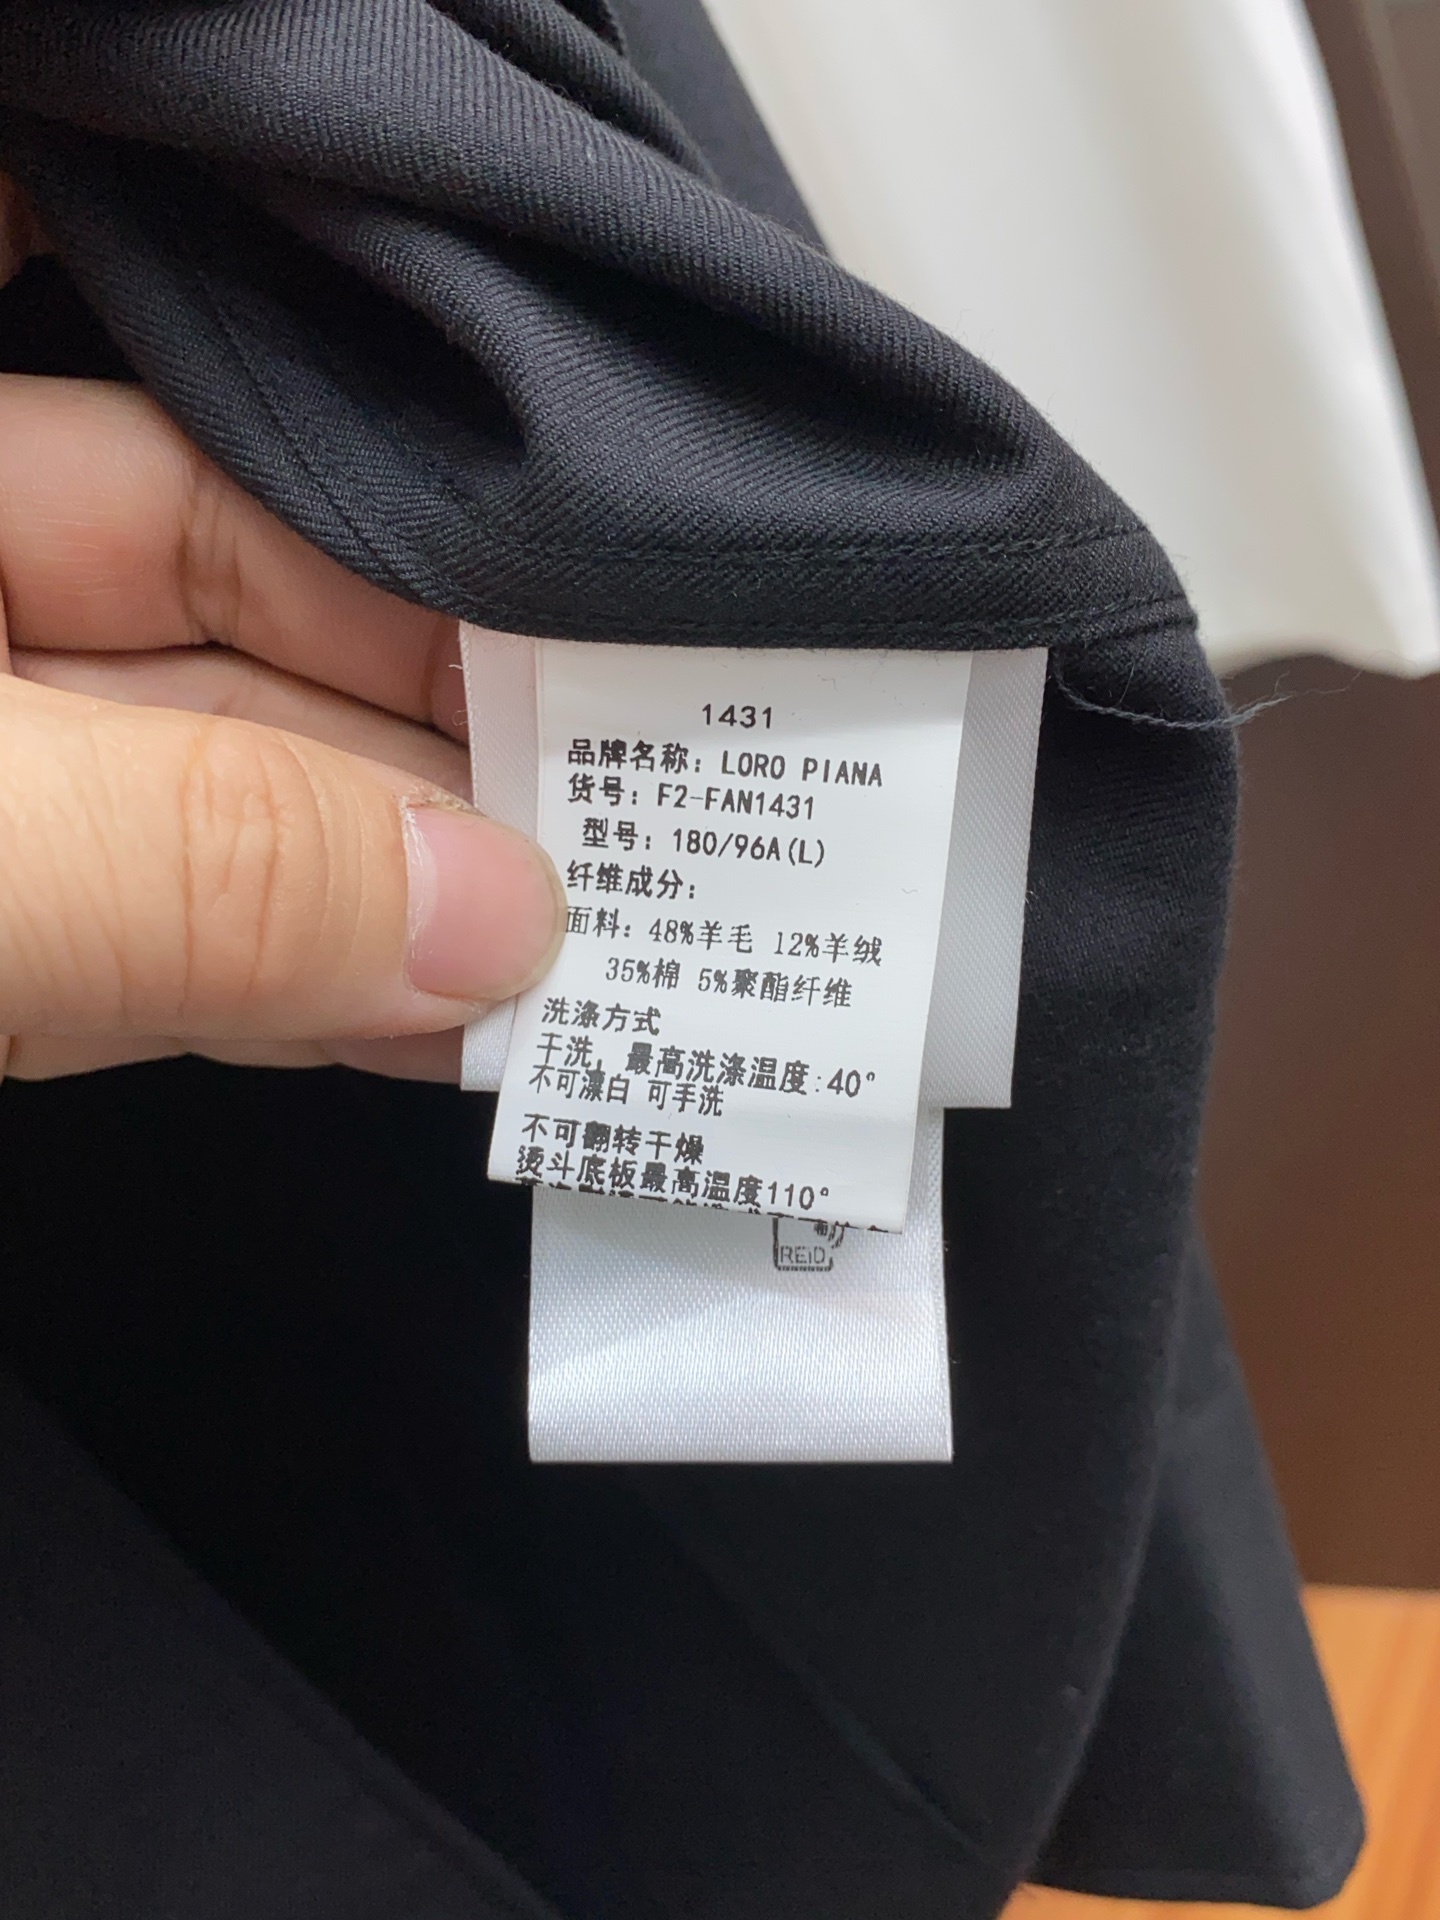 1431
品牌名称: LORO PIANA
货号: F2-FAN1431
型号: 180/96A(L)
纤维成分:
面料: 48%羊毛 12%羊绒
35%棉 5%聚酯纤维
洗涤方式
干洗, 最高洗涤温度:40°
不可漂白 可手洗
不可翻转干燥
烫斗底板最高温度110°
REiD